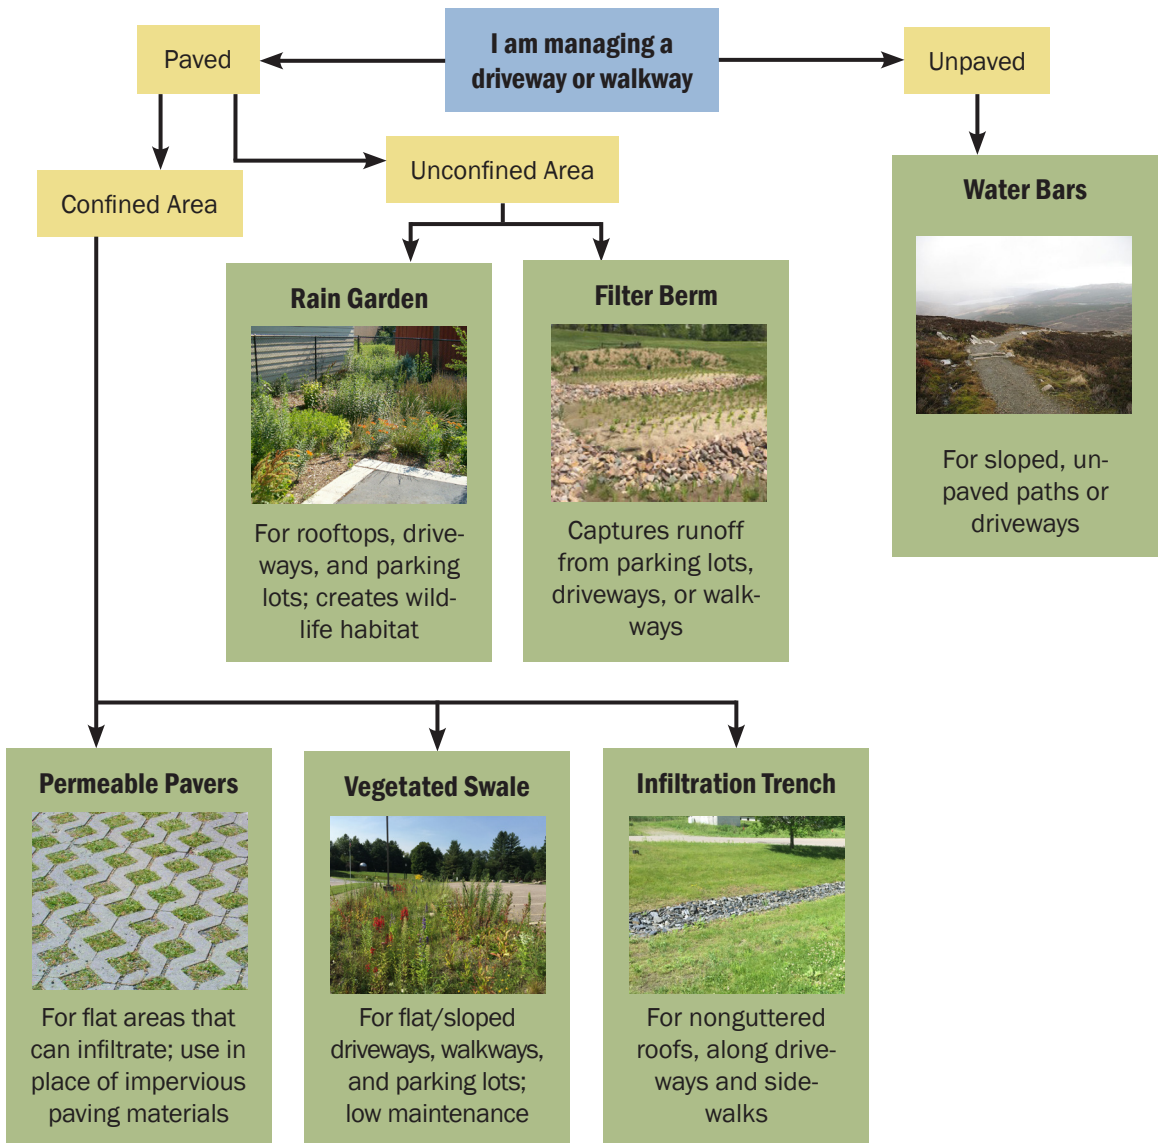 I am managing a
driveway or walkway
Paved
Unpaved
Unconfined Area
Confined Area
Water Bars
For sloped, un-
paved paths or
driveways
Rain Garden
For rooftops, drive-
ways, and parking
lots; creates wild-
life habitat
Filter Berm
Captures runoff
from parking lots,
driveways, or walk-
ways
Permeable Pavers
For flat areas that
can infiltrate; use in
place of impervious
paving materials
Vegetated Swale
For flat/sloped
driveways, walkways,
and parking lots;
low maintenance
Infiltration Trench
For nonguttered
roofs, along drive-
ways and side-
walks